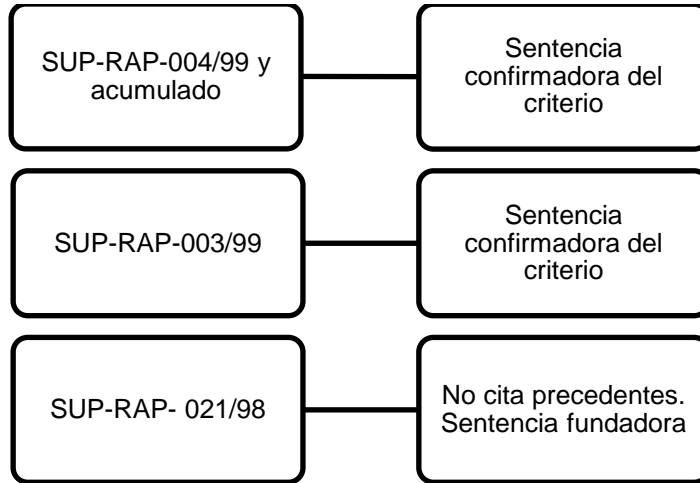 SUP-RAP-004/99 y
acumulado
Sentencia
confirmadora del
criterio
SUP-RAP-003/99
Sentencia
confirmadora del
criterio
SUP-RAP- 021/98
No cita precedentes.
Sentencia fundadora